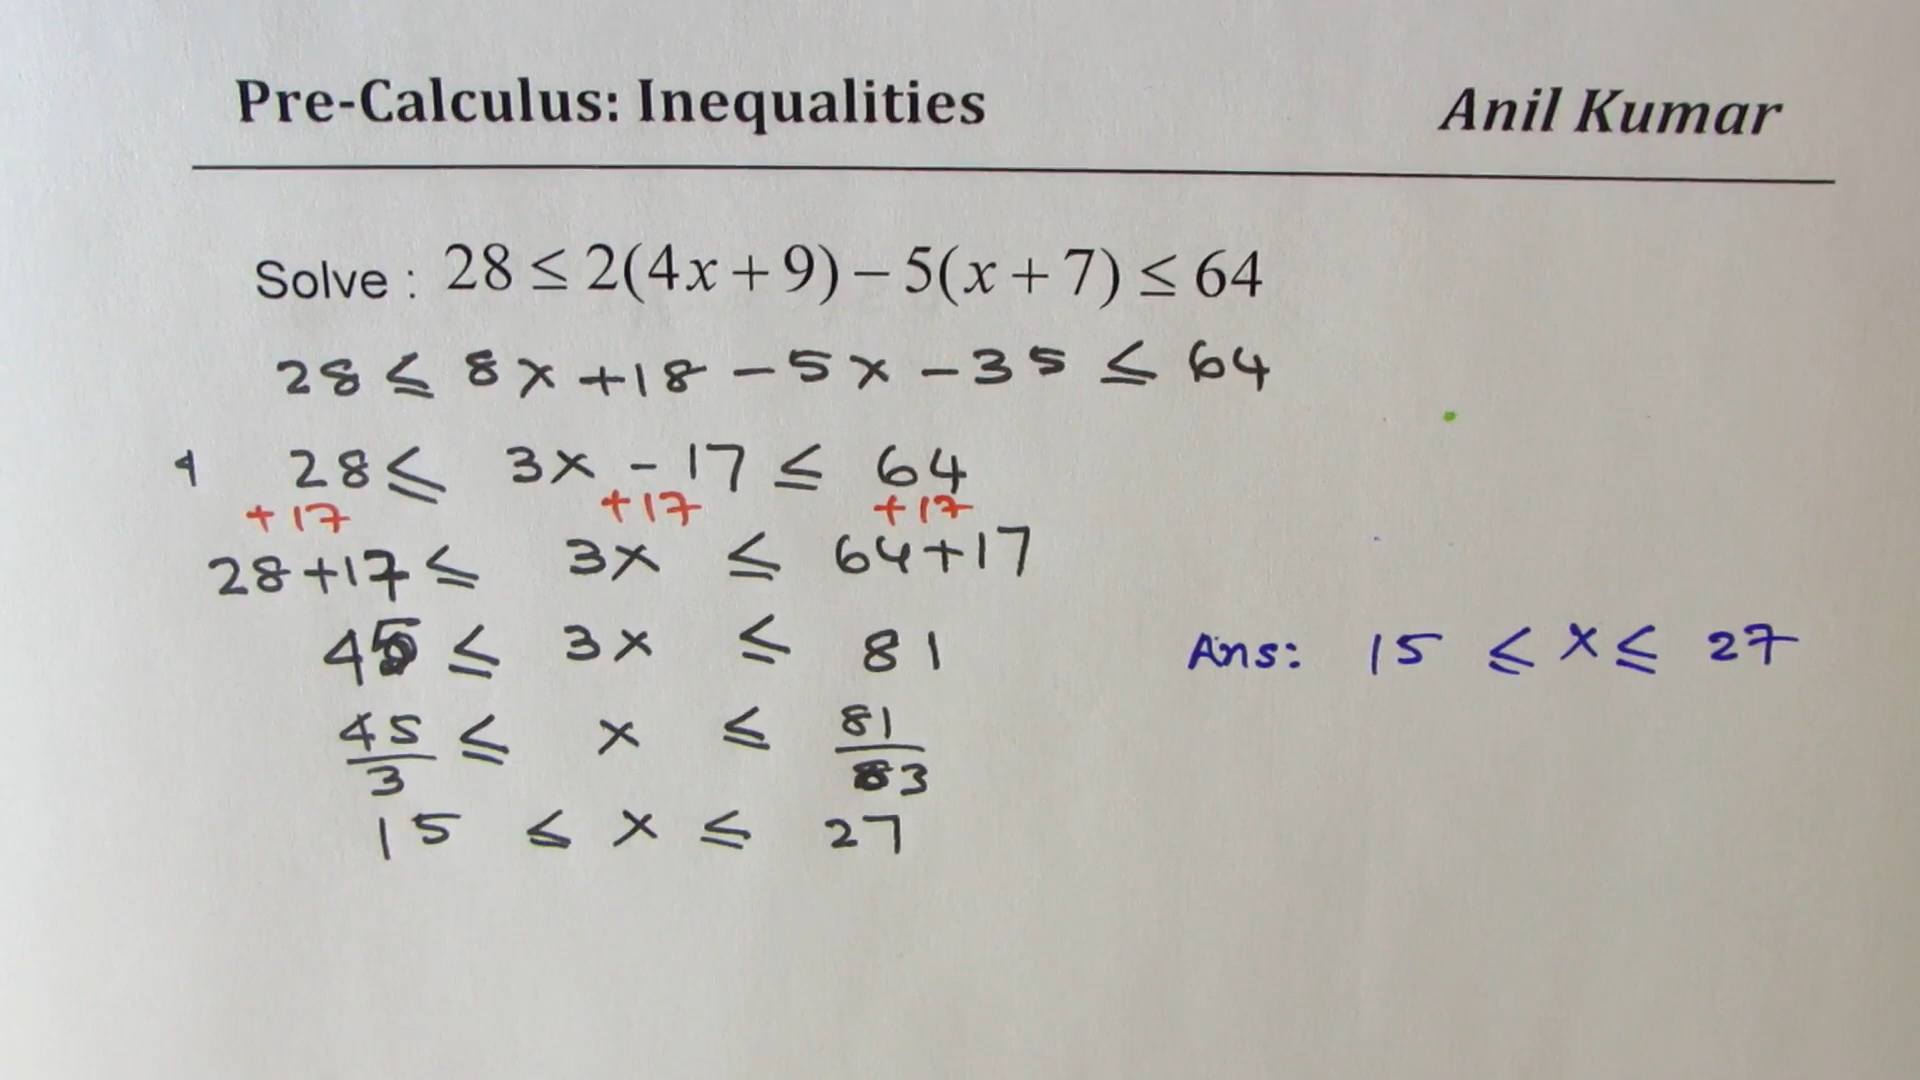 Pre-Calculus: Inequalities Anil Kumar
Solve : 28 ≤ 2(4x + 9) − 5(x + 7) ≤ 64
28 ≤ 8x + 18 − 5x − 35 ≤ 64
28 ≤ 3x − 17 ≤ 64
+17 +17 +17
28+17 ≤ 3x ≤ 64+17
45 ≤ 3x ≤ 81
Ans: 15 ≤ x ≤ 27
45/3 ≤ x ≤ 81/3
15 ≤ x ≤ 27